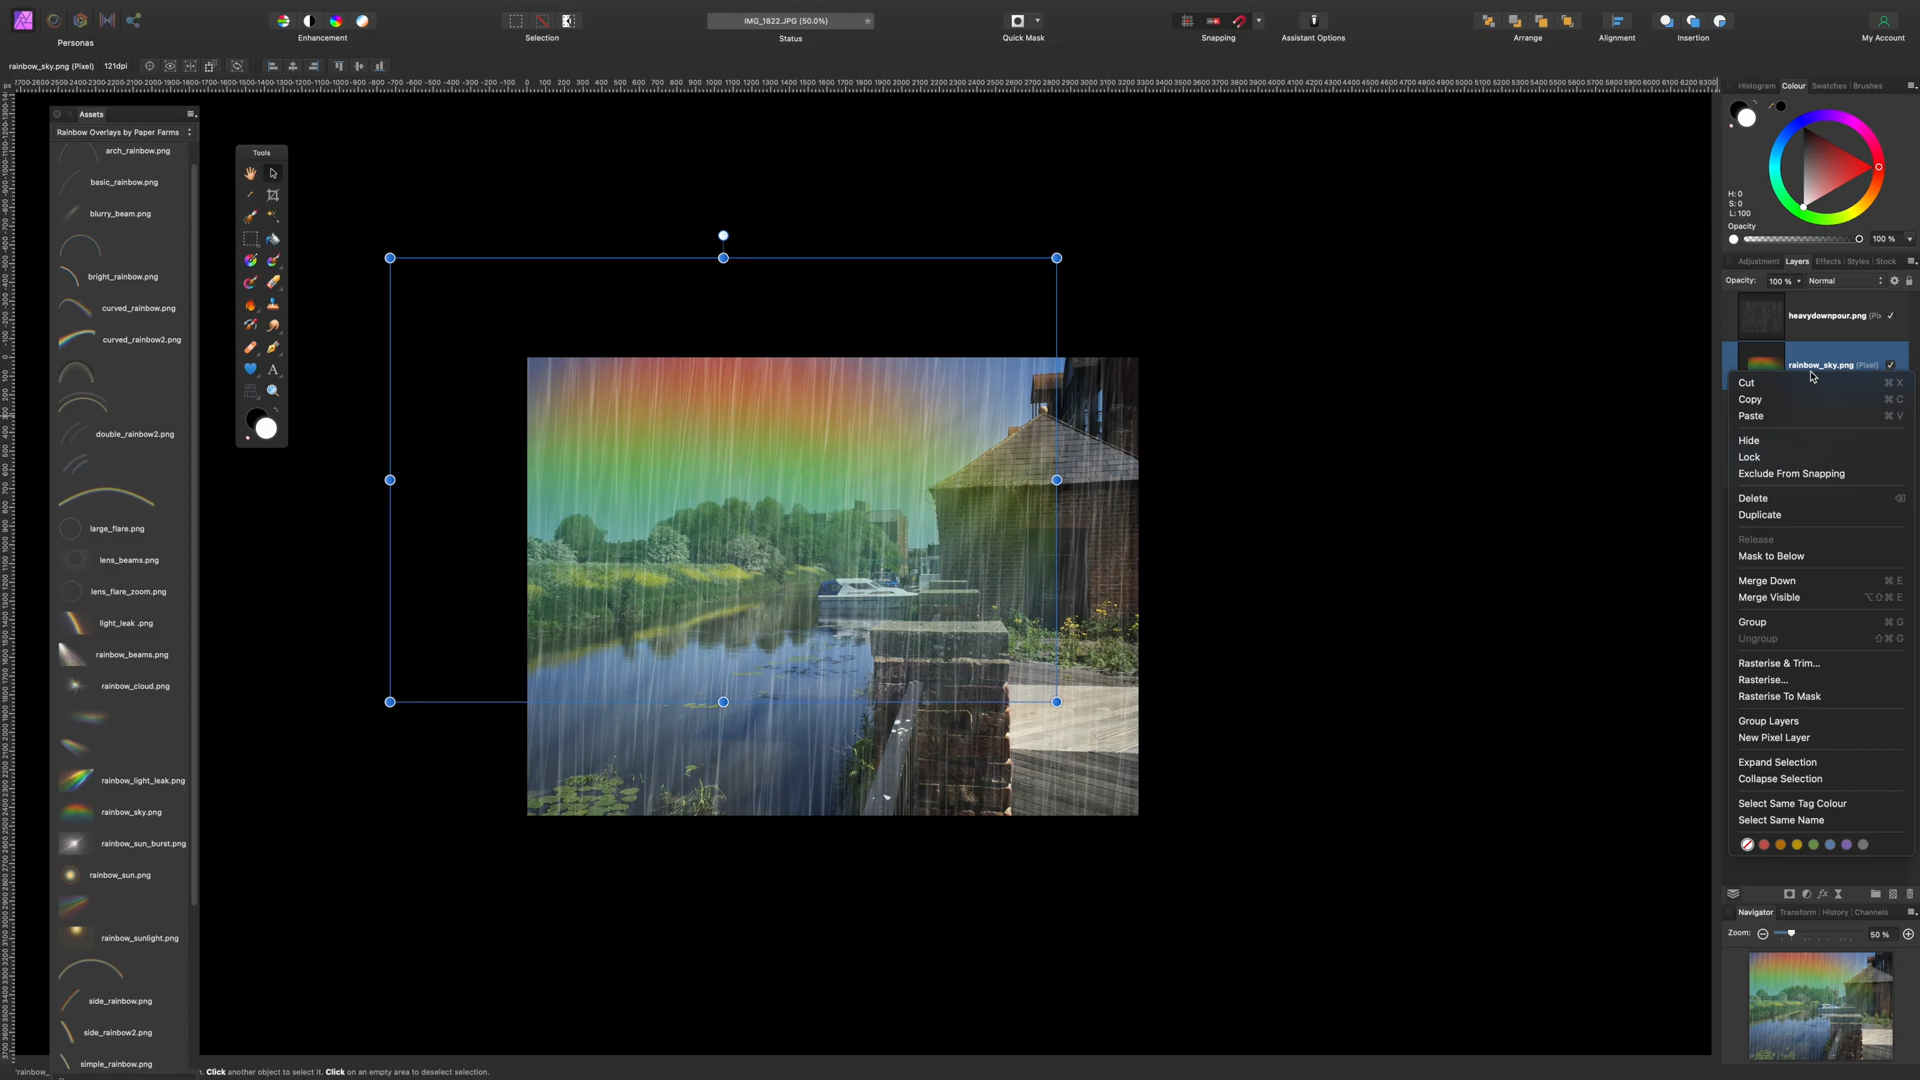 IMG_1822.JPG (50.0%)
Personas
Enhancement
Selection
Status
Quick Mask
Snapping
Assistant Options
Arrange
Alignment
Insertion
My Account
rainbow_sky.png (Pixel)
121dpi
px
Assets
Rainbow Overlays by Paper Farms
arch_rainbow.png
basic_rainbow.png
blurry_beam.png
bright_rainbow.png
curved_rainbow.png
curved_rainbow2.png
double_rainbow2.png
large_flare.png
lens_beams.png
lens_flare_zoom.png
light_leak .png
rainbow_beams.png
rainbow_cloud.png
rainbow_light_leak.png
rainbow_sky.png
rainbow_sun_burst.png
rainbow_sun.png
rainbow_sunlight.png
side_rainbow.png
side_rainbow2.png
simple_rainbow.png
Tools
Histogram Colour Swatches Brushes
H: 0
S: 0
L: 100
Opacity
100 %
Adjustment Layers Effects Styles Stock
Opacity: 100 % Normal
heavydownpour.png (Pix
rainbow_sky.png (Pixel)
Cut ⌘ X
Copy ⌘ C
Paste ⌘ V
Hide
Lock
Exclude From Snapping
Delete ⌫
Duplicate
Release
Mask to Below
Merge Down ⌘ E
Merge Visible ⌥⇧⌘ E
Group ⌘ G
Ungroup ⇧⌘ G
Rasterise & Trim...
Rasterise...
Rasterise To Mask
Group Layers
New Pixel Layer
Expand Selection
Collapse Selection
Select Same Tag Colour
Select Same Name
Navigator Transform History Channels
Zoom: 50 %
'rainbow_ n. Click another object to select it. Click on an empty area to deselect selection.